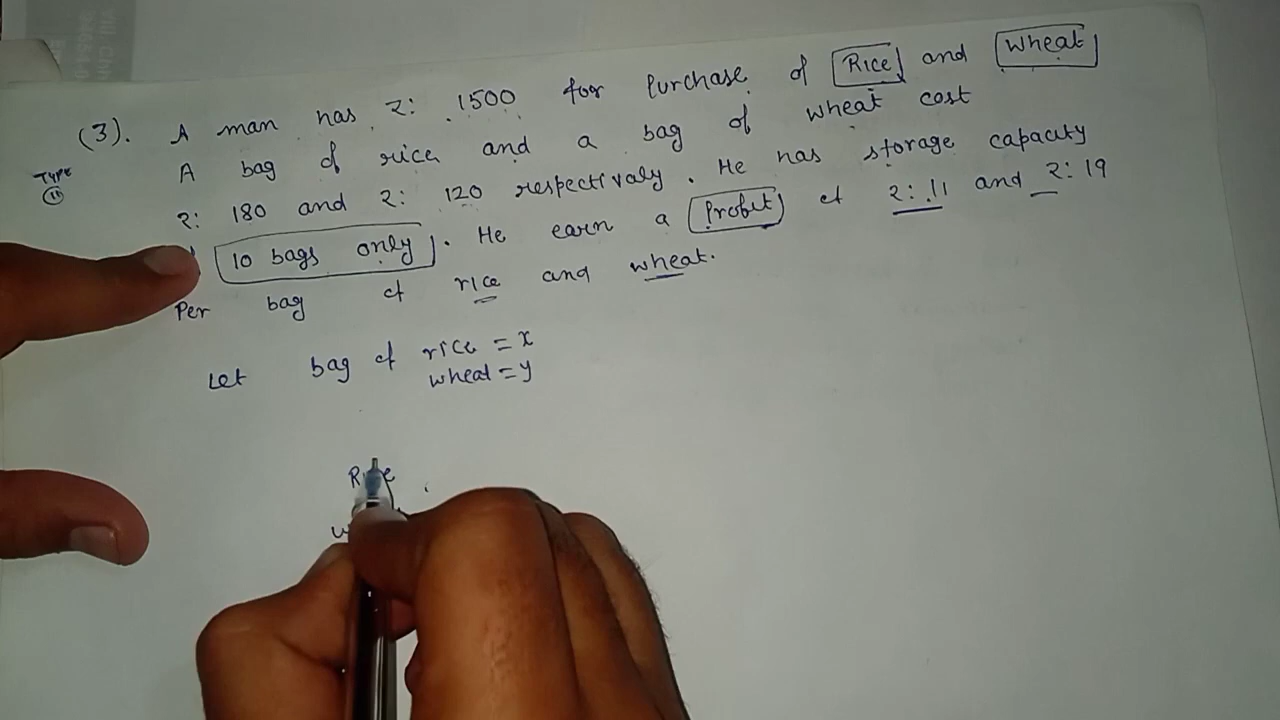 (3). A man has ₹: 1500 for Purchase of Rice and Wheat
A bag of rice and a bag of wheat cost
TYPE
11
₹: 180 and ₹: 120 respectivaly. He has storage capacity
10 bags only. He earn a Profit of ₹: 11 and ₹: 19
Per bag of rice and wheat.
Let bag of rice = x
wheat = y
Rice